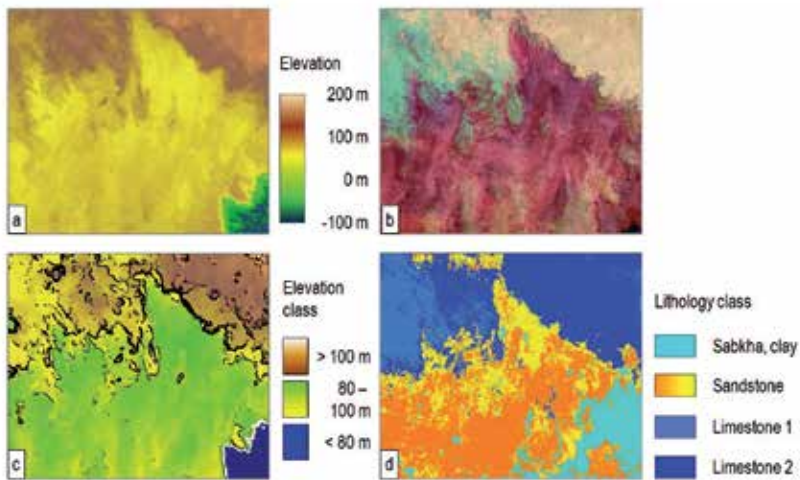 Elevation
200 m
100 m
0 m
-100 m
a
b
Elevation
class
> 100 m
80 –
100 m
< 80 m
c
d
Lithology class
Sabkha, clay
Sandstone
Limestone 1
Limestone 2